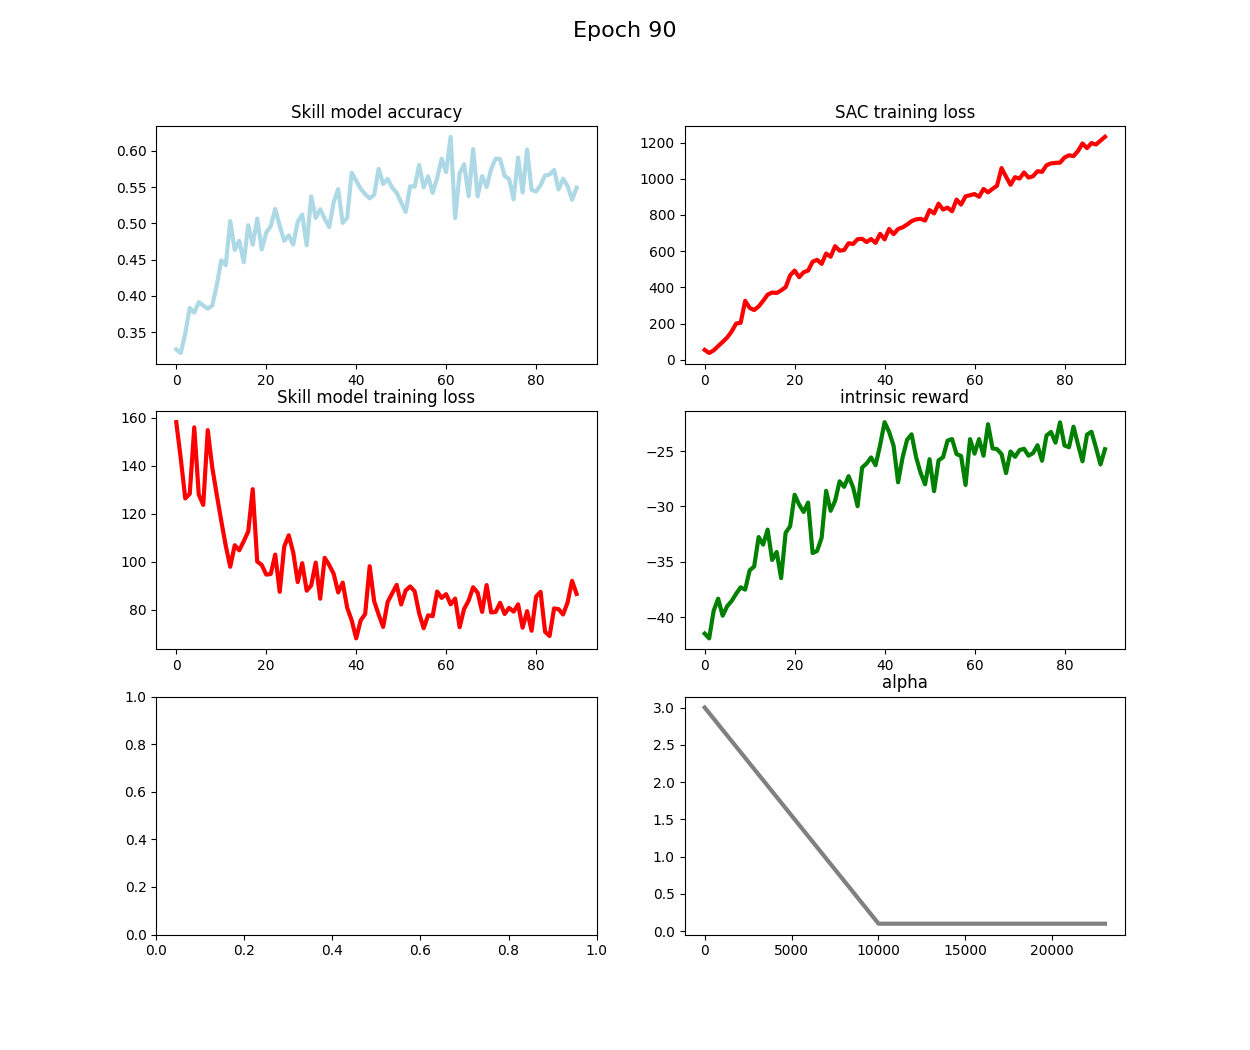 Epoch 90
Skill model accuracy
0.60
0.55
0.50
0.45
0.40
0.35
0 20 40 60 80
SAC training loss
1200
1000
800
600
400
200
0
0 20 40 60 80
Skill model training loss
160
140
120
100
80
0 20 40 60 80
intrinsic reward
−25
−30
−35
−40
0 20 40 60 80
1.0
0.8
0.6
0.4
0.2
0.0
0.0 0.2 0.4 0.6 0.8 1.0
alpha
3.0
2.5
2.0
1.5
1.0
0.5
0.0
0 5000 10000 15000 20000